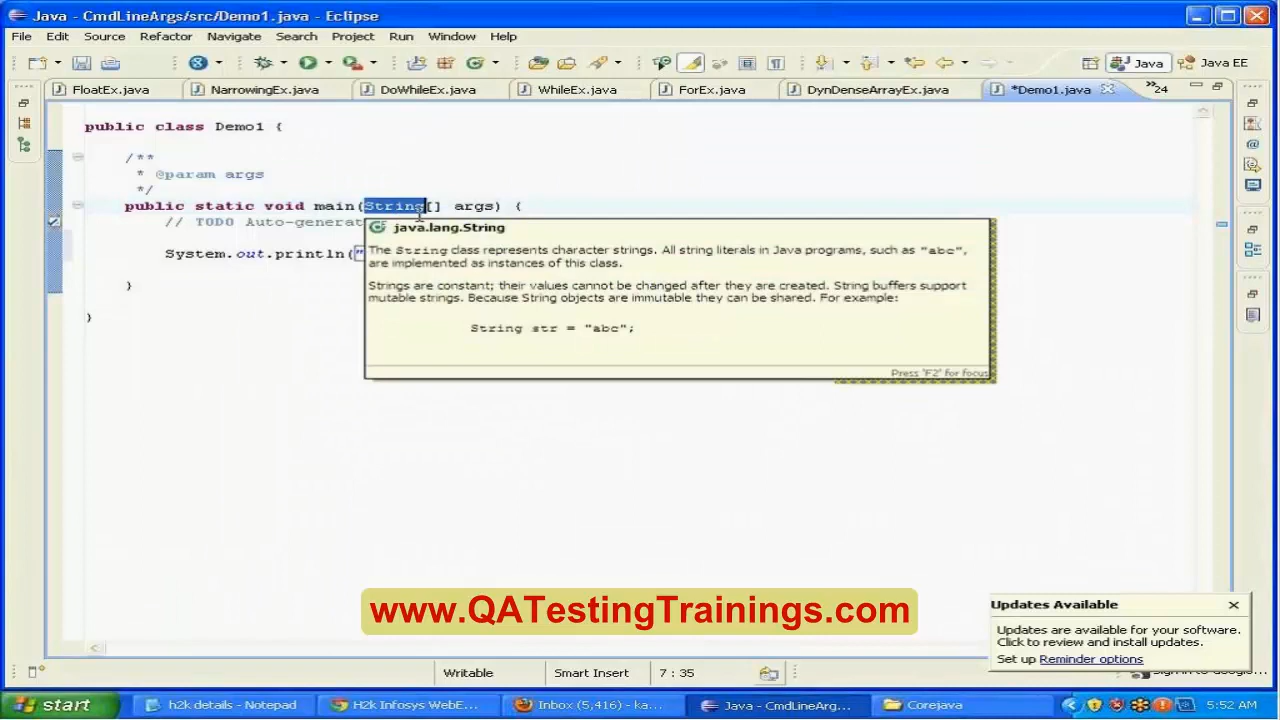 Java - CmdLineArgs/src/Demo1.java - Eclipse
File Edit Source Refactor Navigate Search Project Run Window Help
Java Java EE
FloatEx.java NarrowingEx.java DoWhileEx.java WhileEx.java ForEx.java DynDenseArrayEx.java *Demo1.java 24
public class Demo1 {
/**
* @param args
*/
public static void main(String[] args) {
// TODO Auto-generat
System.out.println("
}
}
java.lang.String
The String class represents character strings. All string literals in Java programs, such as "abc",
are implemented as instances of this class.
Strings are constant; their values cannot be changed after they are created. String buffers support
mutable strings. Because String objects are immutable they can be shared. For example:
String str = "abc";
Press 'F2' for focus
www.QATestingTrainings.com
Updates Available
Updates are available for your software.
Click to review and install updates.
Set up Reminder options
Writable Smart Insert 7 : 35
start h2k details - Notepad H2k Infosys WebE... Inbox (5,416) - ka... Java - CmdLineArg... Corejava 5:52 AM